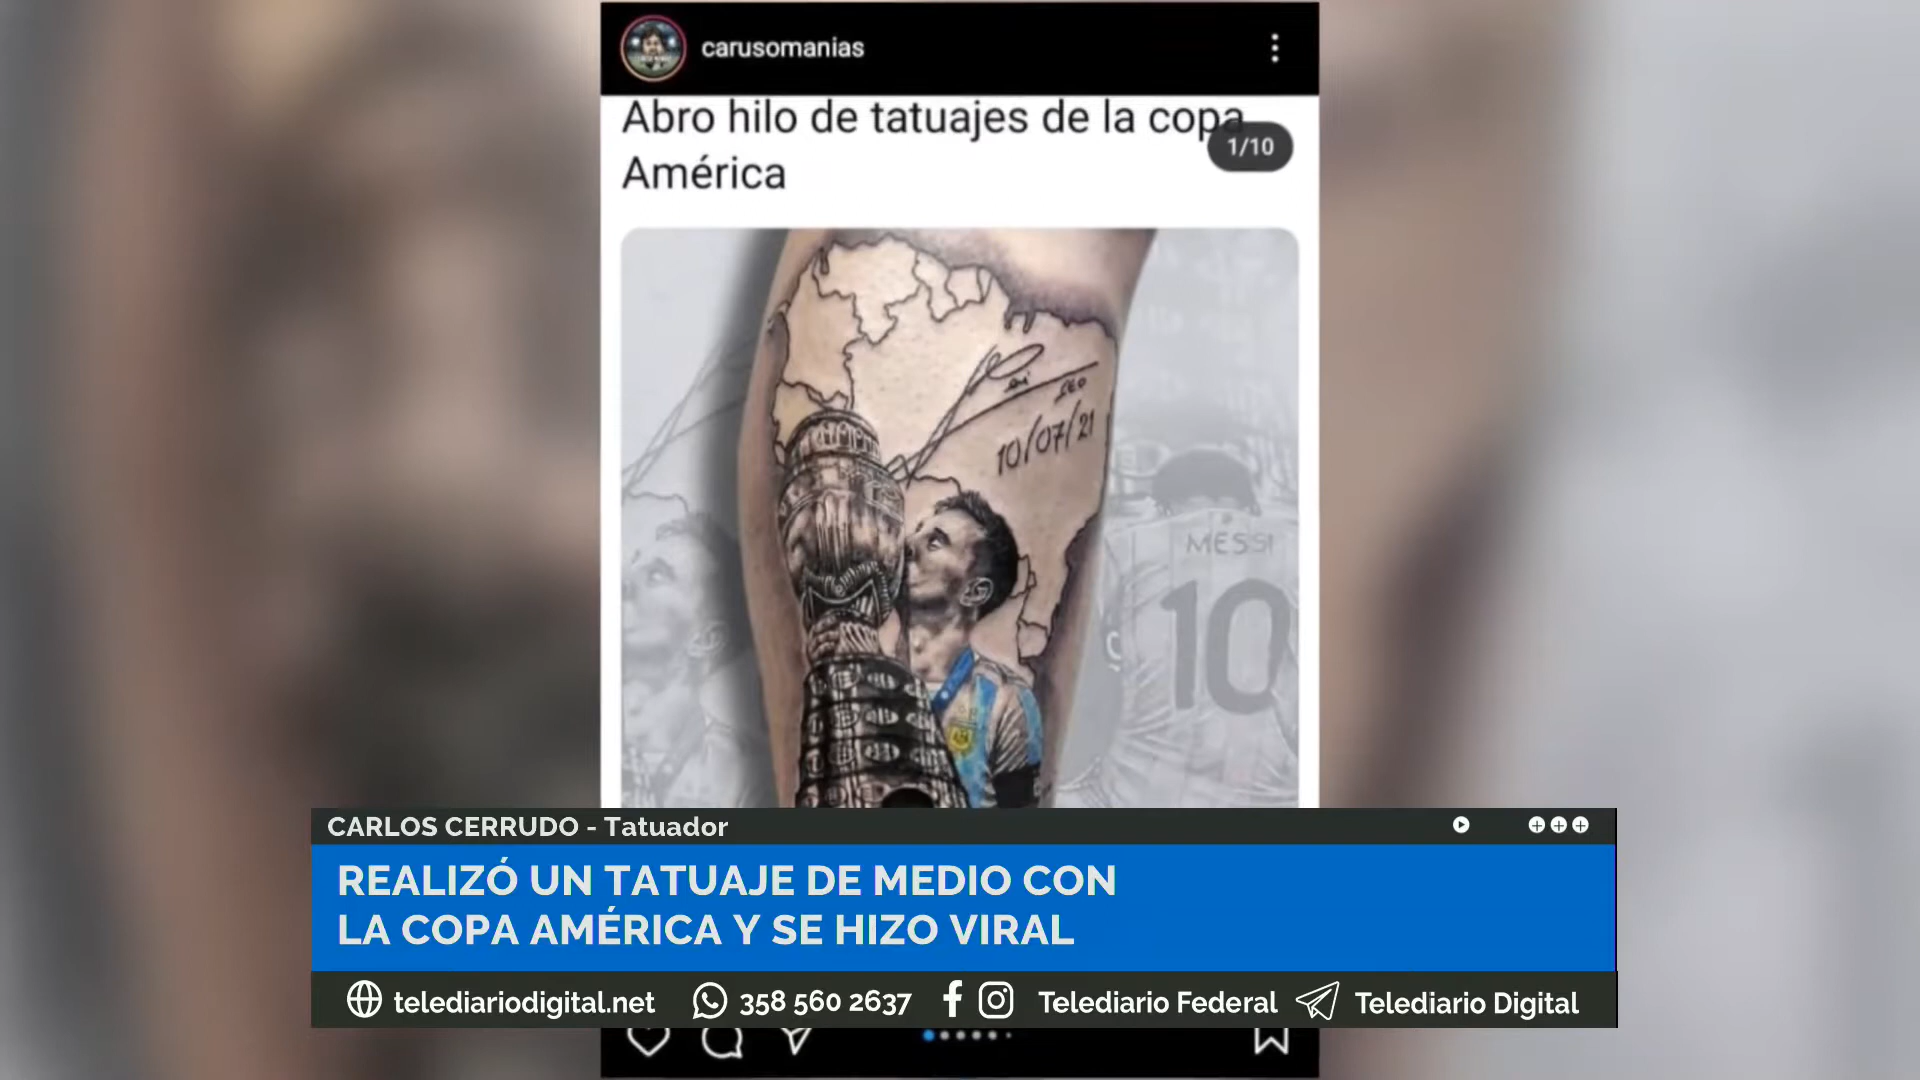 carusomanias
Abro hilo de tatuajes de la copa
América
1/10
10/07/21
MESSI
10
CARLOS CERRUDO - Tatuador
REALIZÓ UN TATUAJE DE MEDIO CON
LA COPA AMÉRICA Y SE HIZO VIRAL
telediariodigital.net
358 560 2637
Telediario Federal
Telediario Digital